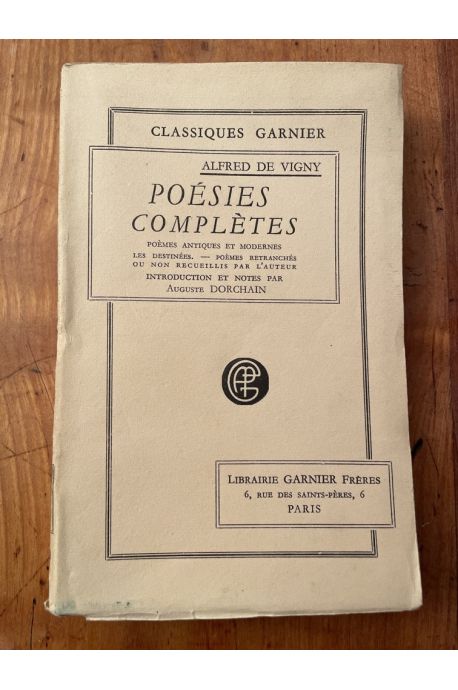 CLASSIQUES GARNIER
ALFRED DE VIGNY
POÉSIES
COMPLÈTES
POÈMES ANTIQUES ET MODERNES
LES DESTINÉES. — POÈMES RETRANCHÉS
OU NON RECUEILLIS PAR L'AUTEUR
INTRODUCTION ET NOTES PAR
AUGUSTE DORCHAIN
LIBRAIRIE GARNIER FRÈRES
6, RUE DES SAINTS-PÈRES, 6
PARIS